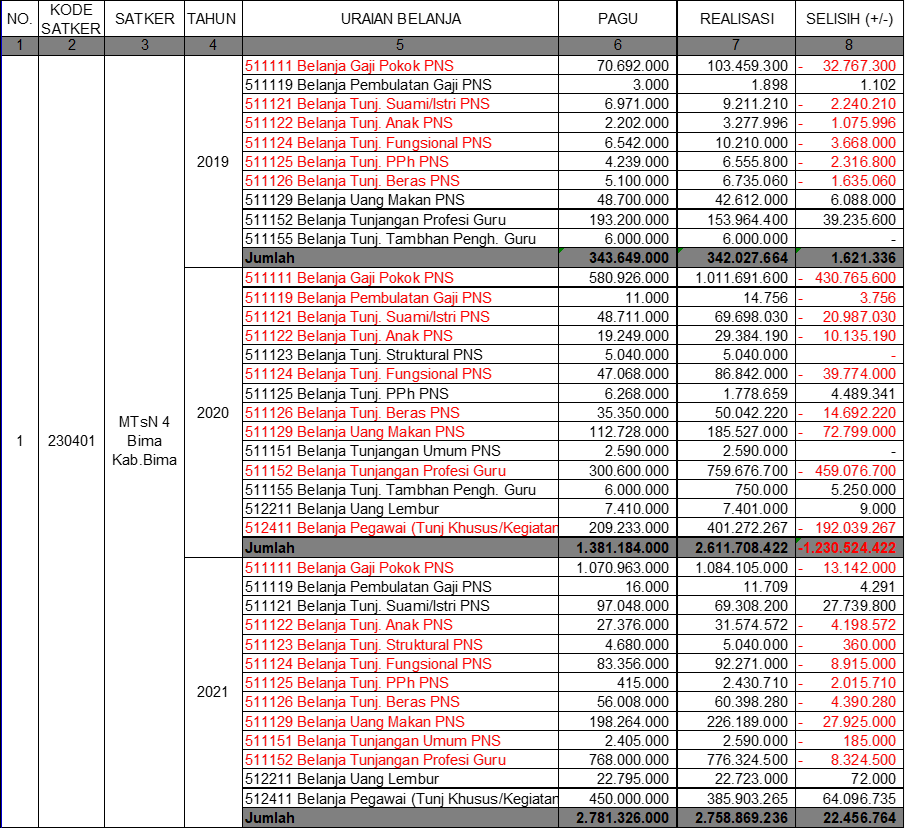 NO. KODE SATKER SATKER TAHUN URAIAN BELANJA PAGU REALISASI SELISIH (+/-)
1 2 3 4 5 6 7 8
1 230401 MTsN 4 Bima Kab.Bima
2019
511111 Belanja Gaji Pokok PNS 70.692.000 103.459.300 - 32.767.300
511119 Belanja Pembulatan Gaji PNS 3.000 1.898 1.102
511121 Belanja Tunj. Suami/Istri PNS 6.971.000 9.211.210 - 2.240.210
511122 Belanja Tunj. Anak PNS 2.202.000 3.277.996 - 1.075.996
511124 Belanja Tunj. Fungsional PNS 6.542.000 10.210.000 - 3.668.000
511125 Belanja Tunj. PPh PNS 4.239.000 6.555.800 - 2.316.800
511126 Belanja Tunj. Beras PNS 5.100.000 6.735.060 - 1.635.060
511129 Belanja Uang Makan PNS 48.700.000 42.612.000 6.088.000
511152 Belanja Tunjangan Profesi Guru 193.200.000 153.964.400 39.235.600
511155 Belanja Tunj. Tambhan Pengh. Guru 6.000.000 6.000.000 -
Jumlah 343.649.000 342.027.664 1.621.336
2020
511111 Belanja Gaji Pokok PNS 580.926.000 1.011.691.600 - 430.765.600
511119 Belanja Pembulatan Gaji PNS 11.000 14.756 - 3.756
511121 Belanja Tunj. Suami/Istri PNS 48.711.000 69.698.030 - 20.987.030
511122 Belanja Tunj. Anak PNS 19.249.000 29.384.190 - 10.135.190
511123 Belanja Tunj. Struktural PNS 5.040.000 5.040.000 -
511124 Belanja Tunj. Fungsional PNS 47.068.000 86.842.000 - 39.774.000
511125 Belanja Tunj. PPh PNS 6.268.000 1.778.659 4.489.341
511126 Belanja Tunj. Beras PNS 35.350.000 50.042.220 - 14.692.220
511129 Belanja Uang Makan PNS 112.728.000 185.527.000 - 72.799.000
511151 Belanja Tunjangan Umum PNS 2.590.000 2.590.000 -
511152 Belanja Tunjangan Profesi Guru 300.600.000 759.676.700 - 459.076.700
511155 Belanja Tunj. Tambhan Pengh. Guru 6.000.000 750.000 5.250.000
512211 Belanja Uang Lembur 7.410.000 7.401.000 9.000
512411 Belanja Pegawai (Tunj Khusus/Kegiatan 209.233.000 401.272.267 - 192.039.267
Jumlah 1.381.184.000 2.611.708.422 -1.230.524.422
2021
511111 Belanja Gaji Pokok PNS 1.070.963.000 1.084.105.000 - 13.142.000
511119 Belanja Pembulatan Gaji PNS 16.000 11.709 4.291
511121 Belanja Tunj. Suami/Istri PNS 97.048.000 69.308.200 27.739.800
511122 Belanja Tunj. Anak PNS 27.376.000 31.574.572 - 4.198.572
511123 Belanja Tunj. Struktural PNS 4.680.000 5.040.000 - 360.000
511124 Belanja Tunj. Fungsional PNS 83.356.000 92.271.000 - 8.915.000
511125 Belanja Tunj. PPh PNS 415.000 2.430.710 - 2.015.710
511126 Belanja Tunj. Beras PNS 56.008.000 60.398.280 - 4.390.280
511129 Belanja Uang Makan PNS 198.264.000 226.189.000 - 27.925.000
511151 Belanja Tunjangan Umum PNS 2.405.000 2.590.000 - 185.000
511152 Belanja Tunjangan Profesi Guru 768.000.000 776.324.500 - 8.324.500
512211 Belanja Uang Lembur 22.795.000 22.723.000 72.000
512411 Belanja Pegawai (Tunj Khusus/Kegiatan 450.000.000 385.903.265 64.096.735
Jumlah 2.781.326.000 2.758.869.236 22.456.764